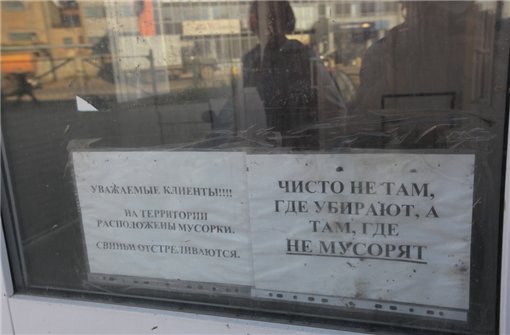 УВАЖАЕМЫЕ КЛИЕНТЫ!!!!
НА ТЕРРИТОРИИ
РАСПОЛОЖЕНЫ МУСОРКИ.
СВИНЬИ ОТСТРЕЛИВАЮТСЯ.
ЧИСТО НЕ ТАМ,
ГДЕ УБИРАЮТ, А
ТАМ, ГДЕ
НЕ МУСОРЯТ